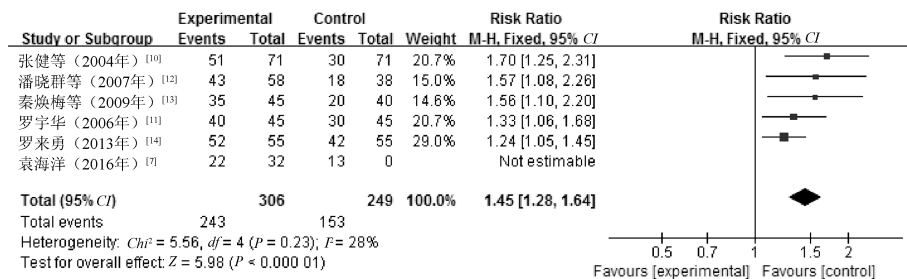 Experimental Control Risk Ratio Risk Ratio
Study or Subgroup Events Total Events Total Weight M-H, Fixed, 95% CI M-H, Fixed, 95% CI
张健等（2004年）[10] 51 71 30 71 20.7% 1.70 [1.25, 2.31]
潘晓群等（2007年）[12] 43 58 18 38 15.0% 1.57 [1.08, 2.26]
秦焕梅等（2009年）[13] 35 45 20 40 14.6% 1.56 [1.10, 2.20]
罗宇华（2006年）[11] 40 45 30 45 20.7% 1.33 [1.06, 1.68]
罗来勇（2013年）[14] 52 55 42 55 29.0% 1.24 [1.05, 1.45]
袁海洋（2016年）[7] 22 32 13 0 Not estimable
Total (95% CI) 306 249 100.0% 1.45 [1.28, 1.64]
Total events 243 153
Heterogeneity: Chi² = 5.56, df = 4 (P = 0.23); I² = 28%
Test for overall effect: Z = 5.98 (P < 0.000 01)
0.5 0.7 1 1.5 2
Favours [experimental] Favours [control]